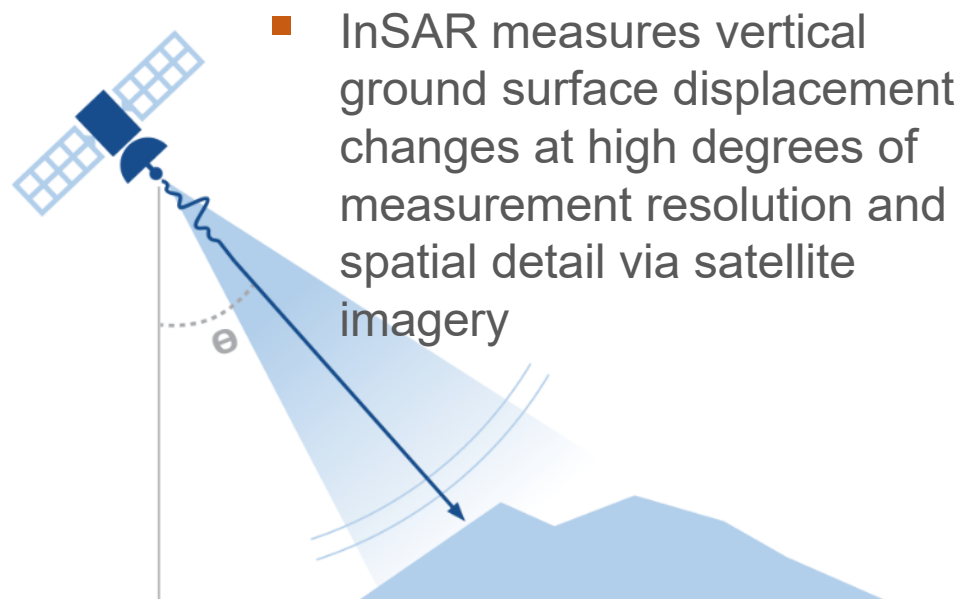 InSAR measures vertical
ground surface displacement
changes at high degrees of
measurement resolution and
spatial detail via satellite
imagery
Θ